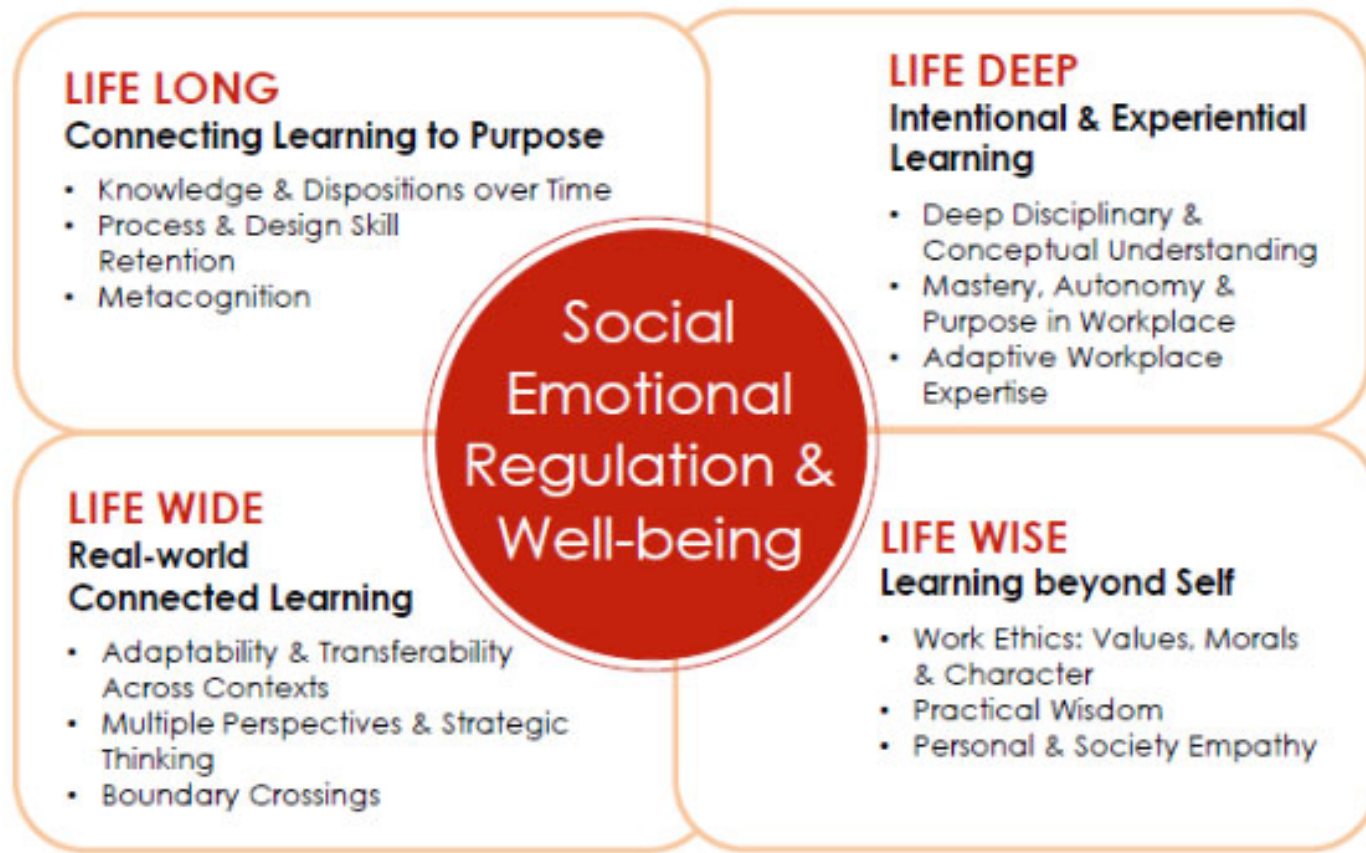 LIFE LONG
Connecting Learning to Purpose
• Knowledge & Dispositions over Time
• Process & Design Skill
Retention
• Metacognition
LIFE DEEP
Intentional & Experiential
Learning
• Deep Disciplinary &
Conceptual Understanding
• Mastery, Autonomy &
Purpose in Workplace
• Adaptive Workplace
Expertise
Social
Emotional
Regulation &
Well-being
LIFE WIDE
Real-world
Connected Learning
• Adaptability & Transferability
Across Contexts
• Multiple Perspectives & Strategic
Thinking
• Boundary Crossings
LIFE WISE
Learning beyond Self
• Work Ethics: Values, Morals
& Character
• Practical Wisdom
• Personal & Society Empathy